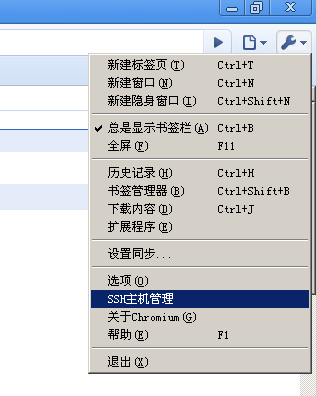 新建标签页(T) Ctrl+T
新建窗口(N) Ctrl+N
新建隐身窗口(I) Ctrl+Shift+N
总是显示书签栏(A) Ctrl+B
全屏(F) F11
历史记录(H) Ctrl+H
书签管理器(B) Ctrl+Shift+B
下载内容(D) Ctrl+J
扩展程序(E)
设置同步...
选项(O)
SSH主机管理
关于Chromium(G)
帮助(E) F1
退出(X)